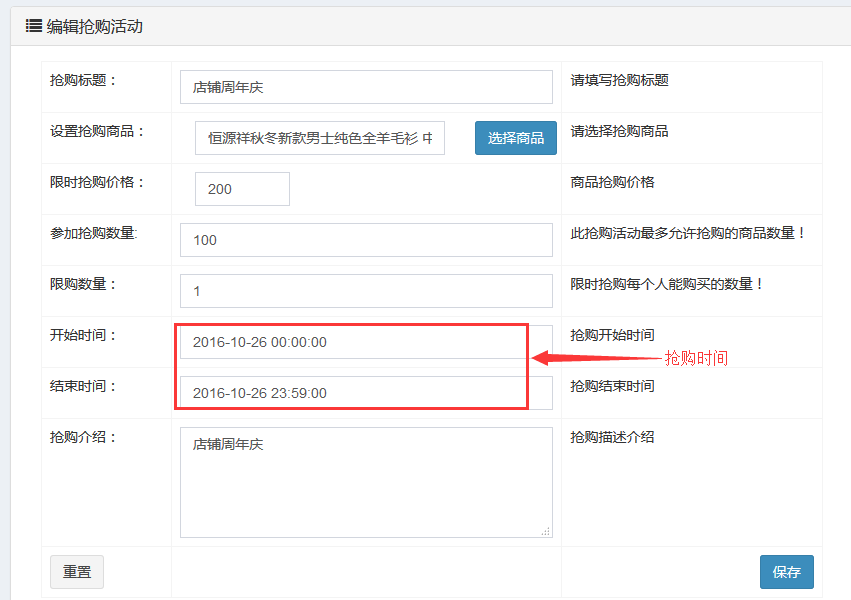 编辑抢购活动
抢购标题： 店铺周年庆 请填写抢购标题
设置抢购商品： 恒源祥秋冬新款男士纯色全羊毛衫 中 选择商品 请选择抢购商品
限时抢购价格： 200 商品抢购价格
参加抢购数量: 100 此抢购活动最多允许抢购的商品数量！
限购数量： 1 限时抢购每个人能购买的数量！
开始时间： 2016-10-26 00:00:00 抢购开始时间
抢购时间
结束时间： 2016-10-26 23:59:00 抢购结束时间
抢购介绍： 店铺周年庆 抢购描述介绍
重置 保存